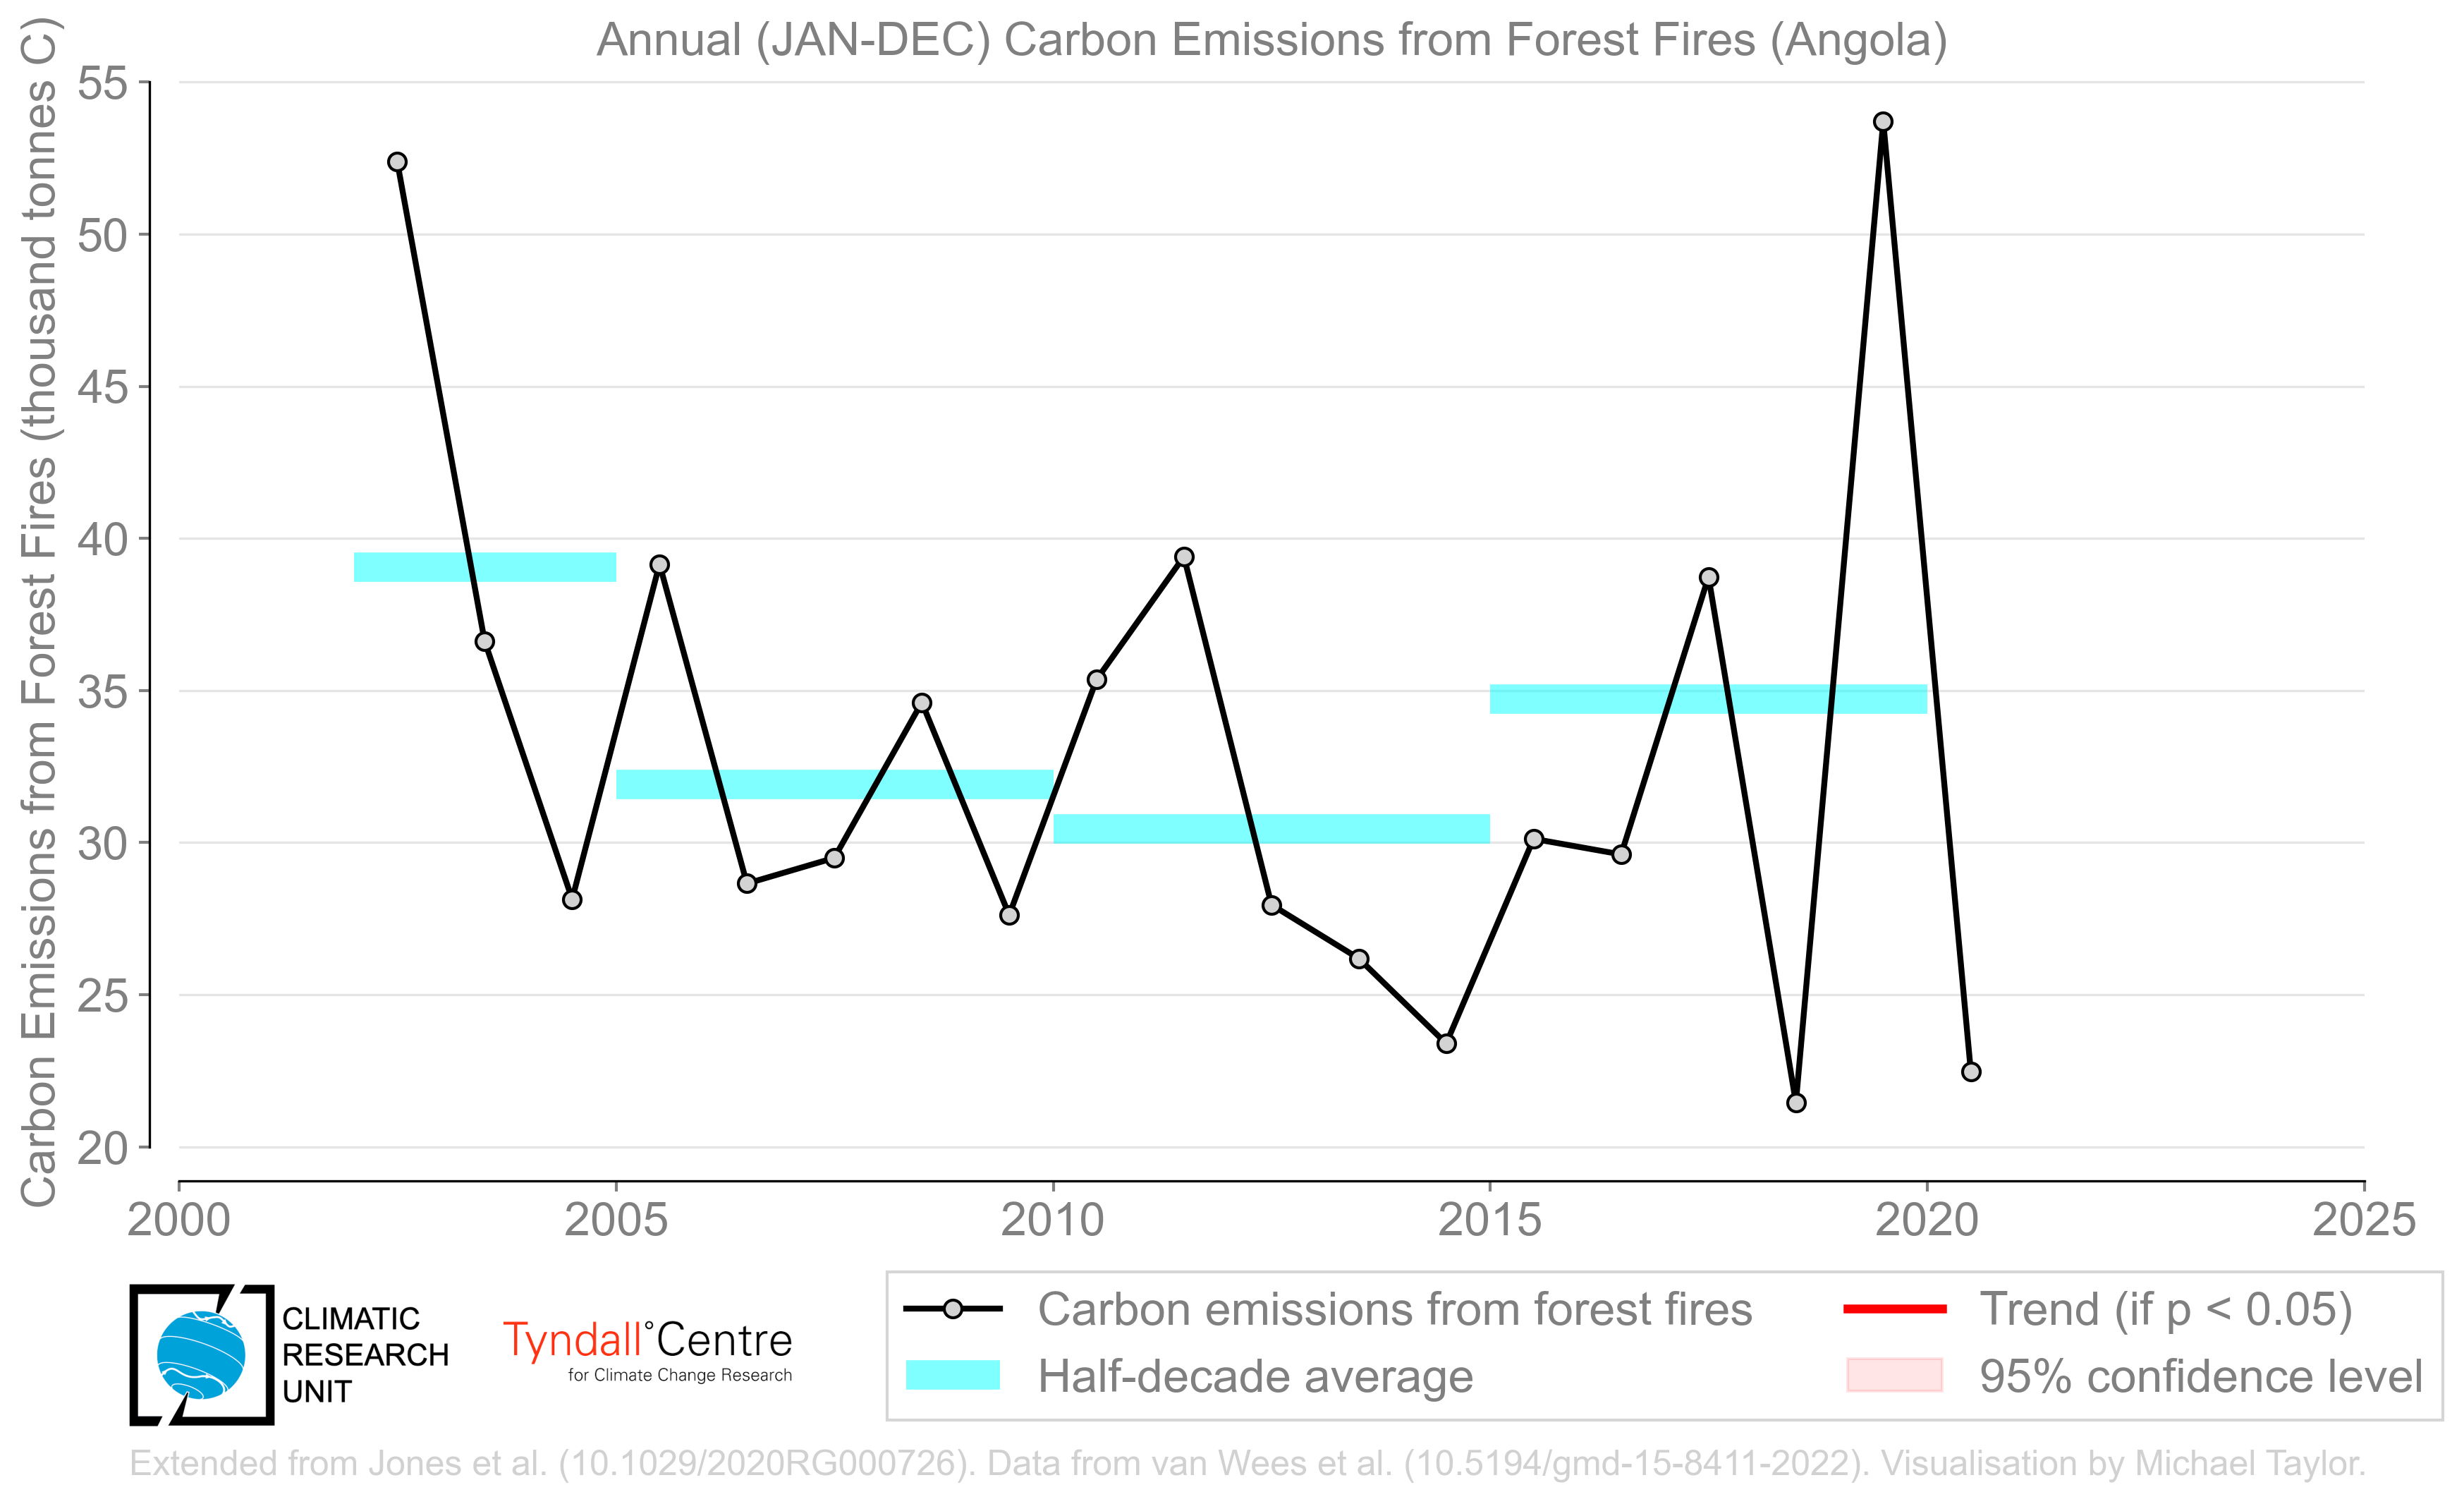 Annual (JAN-DEC) Carbon Emissions from Forest Fires (Angola)
Carbon Emissions from Forest Fires (thousand tonnes C)
55
50
45
40
35
30
25
20
2000 2005 2010 2015 2020 2025
CLIMATIC
RESEARCH
UNIT
Tyndall°Centre
for Climate Change Research
Carbon emissions from forest fires
Half-decade average
Trend (if p < 0.05)
95% confidence level
Extended from Jones et al. (10.1029/2020RG000726). Data from van Wees et al. (10.5194/gmd-15-8411-2022). Visualisation by Michael Taylor.